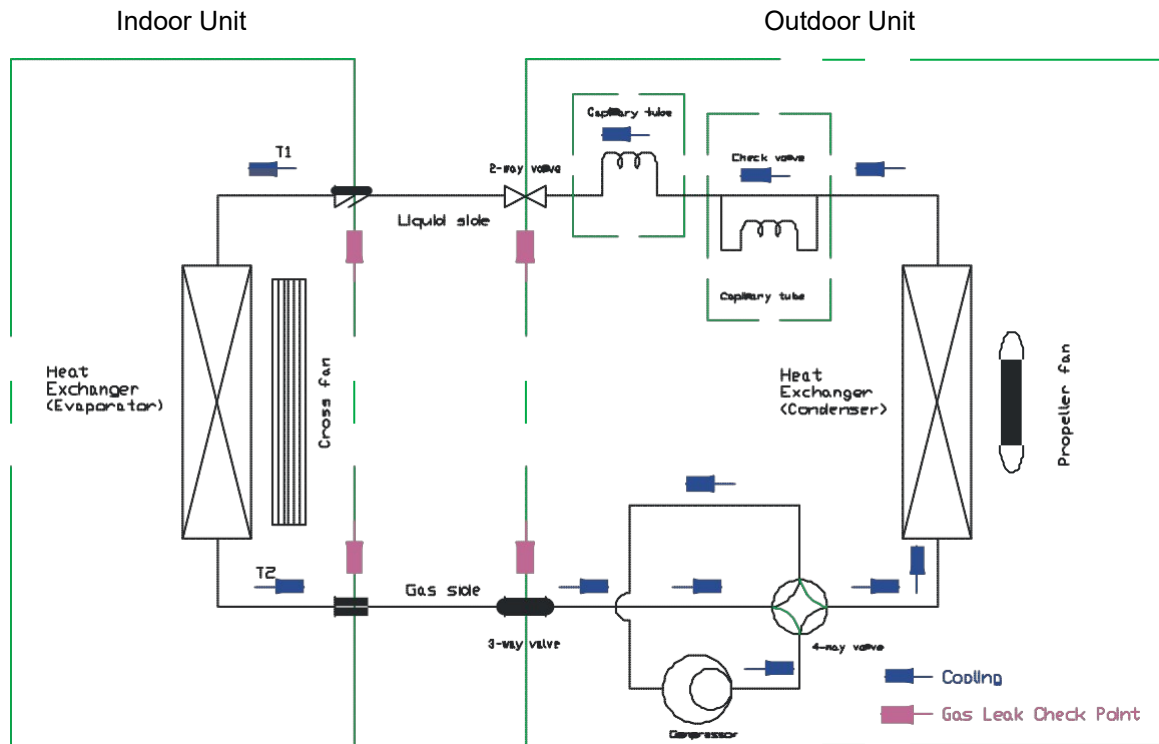 Indoor Unit
Outdoor Unit
Capillary tube
T1
2-way valve
Check valve
Liquid side
Capillary tube
Heat
Exchanger
(Evaporator)
Cross fan
Heat
Exchanger
(Condenser)
Propeller fan
T2
Gas side
3-way valve
4-way valve
Cooling
Gas Leak Check Point
Compressor